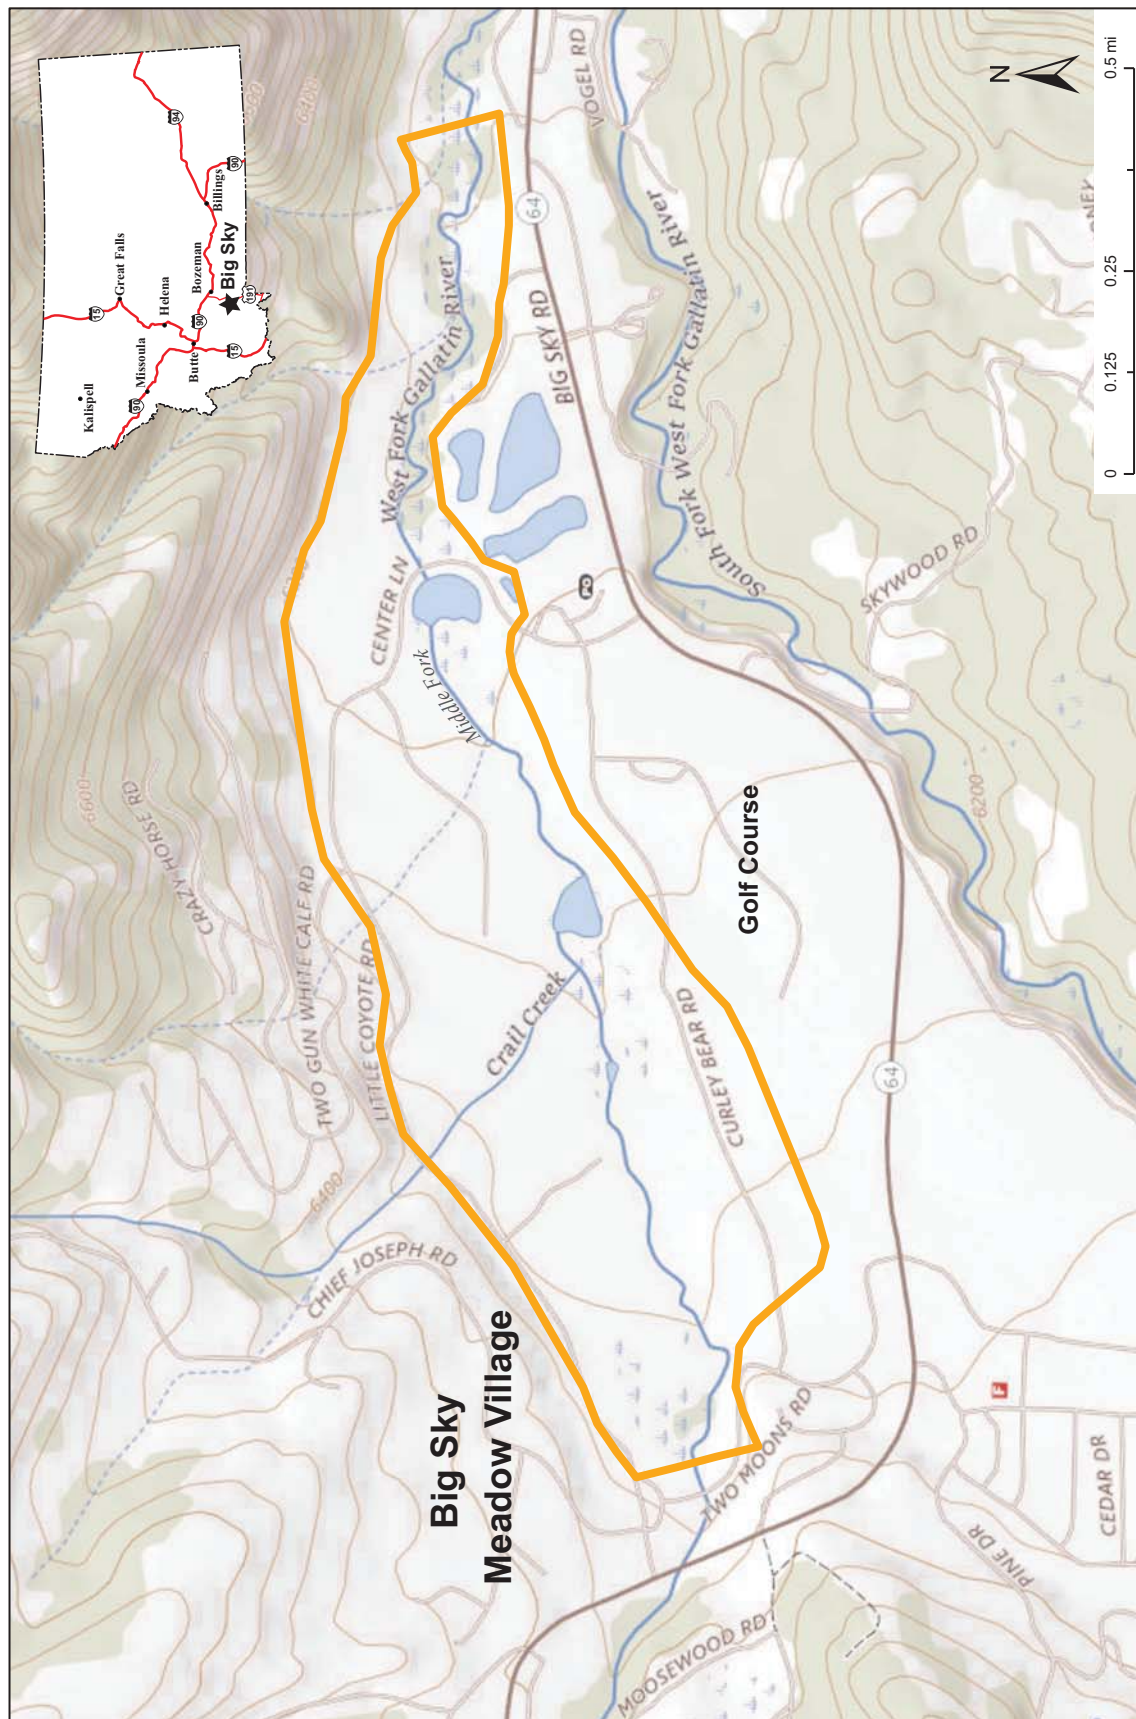 Kalispell
Great Falls
Missoula
Helena
Butte
Bozeman
Billings
Big Sky
90
15
90
15
94
90
191
6600
CRAZY HORSE RD
TWO GUN WHITE CALF RD
LITTLE COYOTE RD
6400
CHIEF JOSEPH RD
Big Sky
Meadow Village
CENTER LN
Middle Fork
West Fork Gallatin River
Crail Creek
CURLEY BEAR RD
TWO MOONS RD
MOOSEWOOD RD
Golf Course
PO
BIG SKY RD
64
64
VOGEL RD
South Fork West Fork Gallatin River
SKYWOOD RD
6200
F
PINE DR
CEDAR DR
N
0
0.125
0.25
0.5 mi